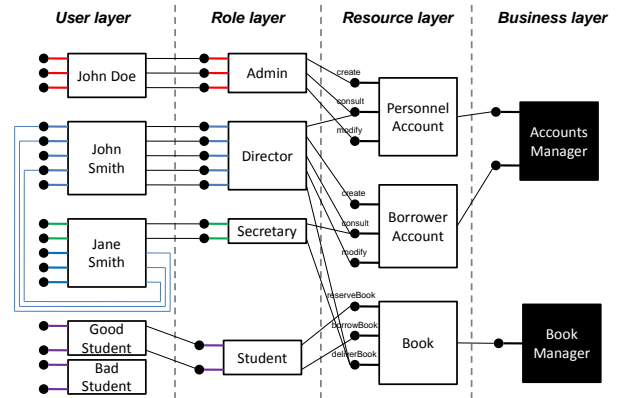 User layer
Role layer
Resource layer
Business layer
John Doe
Admin
create
consult
modify
Personnel
Account
Accounts
Manager
John
Smith
Director
create
consult
modify
Borrower
Account
Jane
Smith
Secretary
Good
Student
Bad
Student
Student
reserveBook
borrowBook
deliverBook
Book
Book
Manager